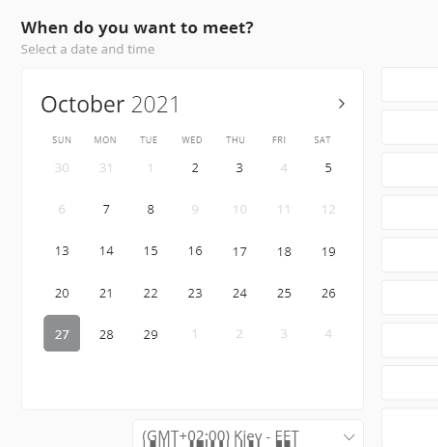 When do you want to meet?
Select a date and time
October 2021
SUN MON TUE WED THU FRI SAT
30 31 1 2 3 4 5
6 7 8 9 10 11 12
13 14 15 16 17 18 19
20 21 22 23 24 25 26
27 28 29 1 2 3 4
(GMT+02:00) Kiev - EET